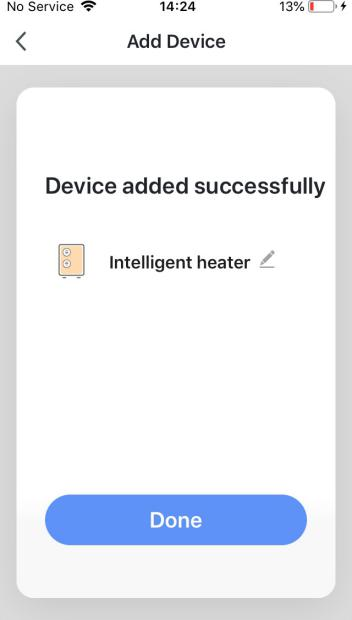 No Service 14:24 13%
Add Device
Device added successfully
Intelligent heater
Done